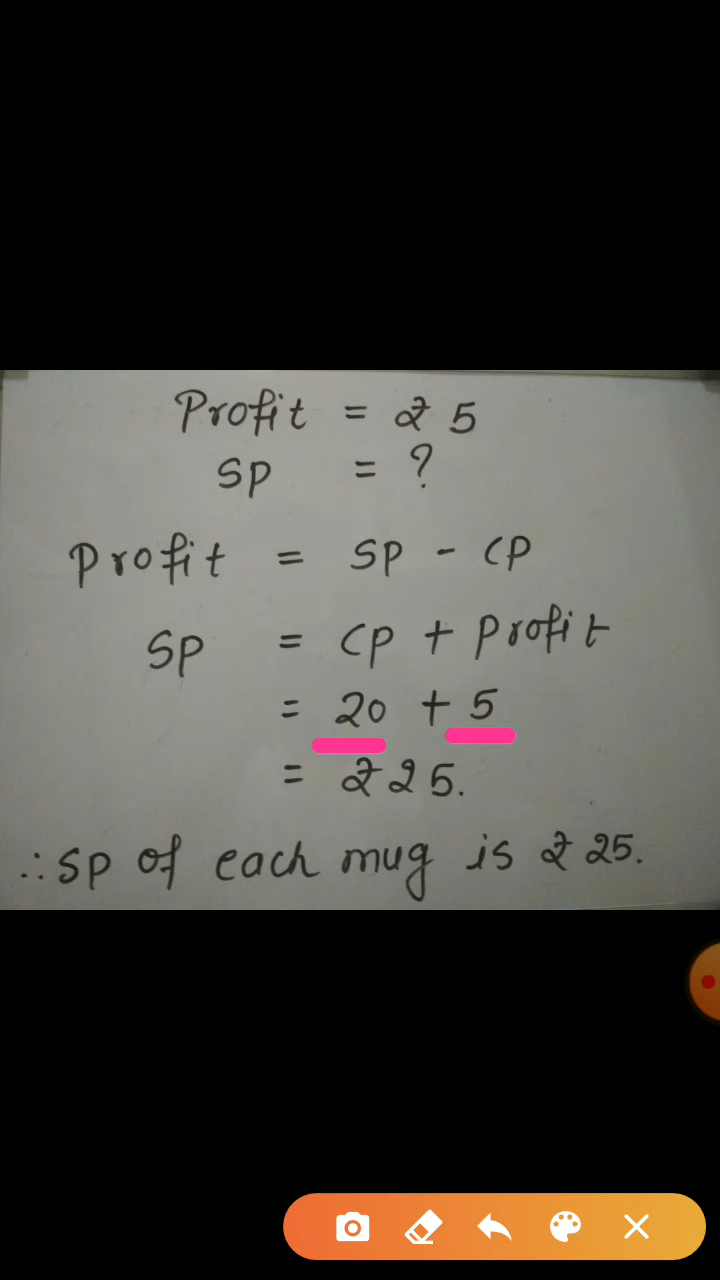 Profit = ₹ 5
SP = ?
Profit = SP - CP
SP = CP + Profit
= 20 + 5
= ₹ 25.
∴ SP of each mug is ₹ 25.